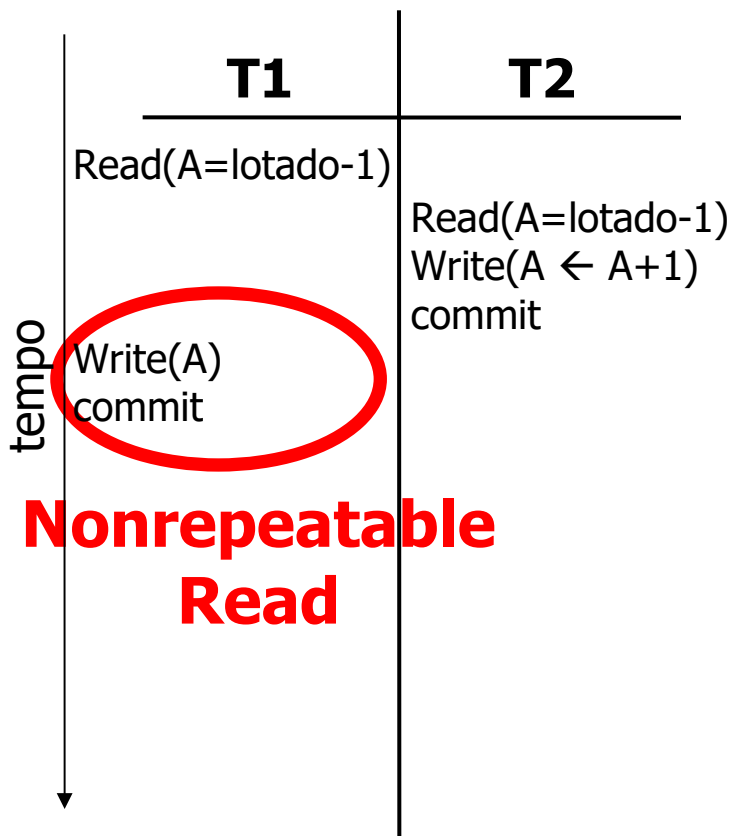 T1 T2
Read(A=lotado-1)
Read(A=lotado-1)
Write(A ← A+1)
commit
Write(A)
commit
tempo
Nonrepeatable
Read